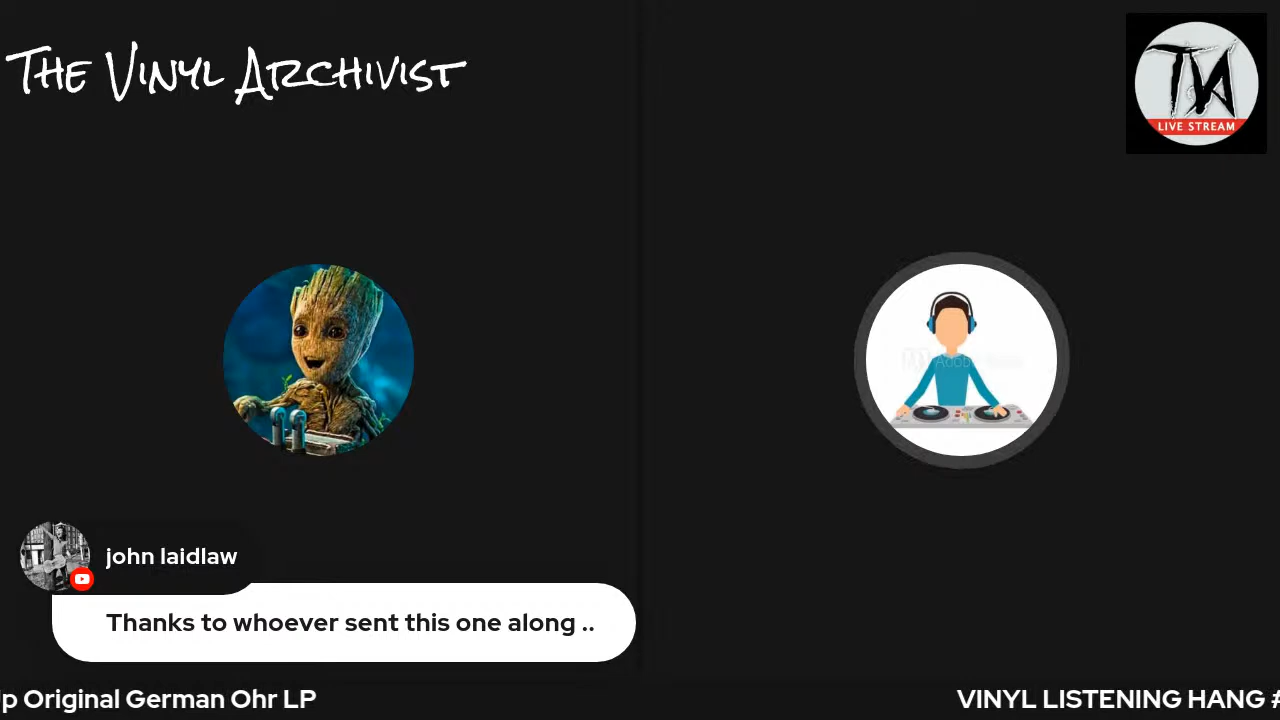 The Vinyl Archivist
TVA
LIVE STREAM
john laidlaw
Thanks to whoever sent this one along ..
p Original German Ohr LP
VINYL LISTENING HANG #